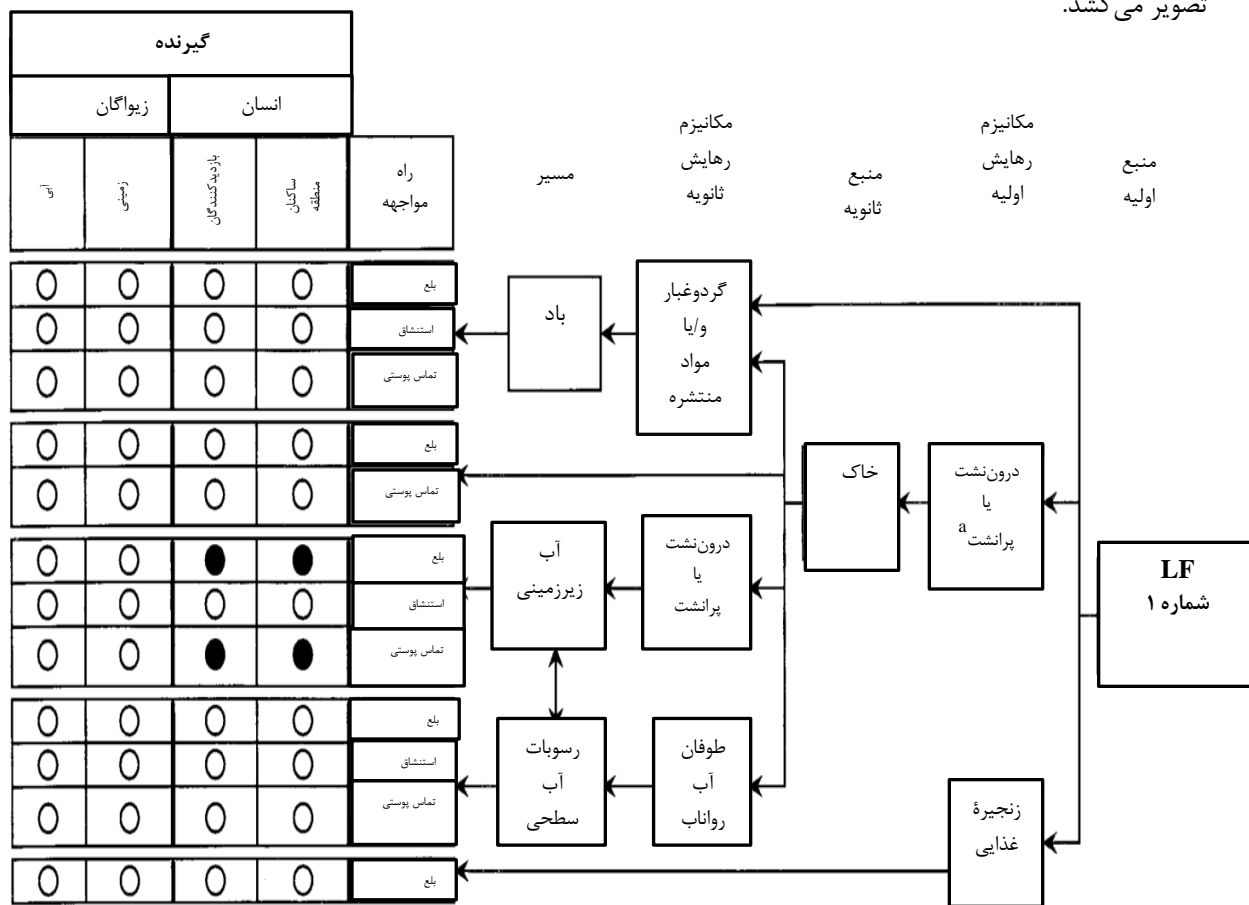 تصویر می‌کشد.
گیرنده
انسان
زیواگان
منبع
اولیه
مکانیزم
رهایش
اولیه
منبع
ثانویه
مکانیزم
رهایش
ثانویه
مسیر
راه
مواجهه
ساکنان
منطقه
بازدیدکنندگان
زمینی
آبی
LF
شماره ۱
درون‌نشت
یا
پرانشت a
زنجیرهٔ
غذایی
خاک
گردوغبار
و/یا
مواد
منتشره
درون‌نشت
یا
پرانشت
طوفان
آب
رواناب
باد
آب
زیرزمینی
رسوبات
آب
سطحی
بلع
استنشاق
تماس پوستی
بلع
تماس پوستی
بلع
استنشاق
تماس پوستی
بلع
استنشاق
تماس پوستی
بلع